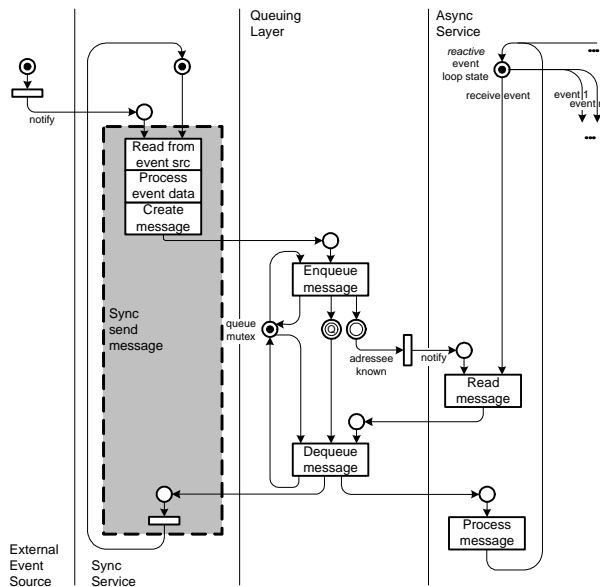 Queuing
Layer
Async
Service
reactive
event
loop state
...
receive event
event 1
event n
...
notify
Read from
event src
Process
event data
Create
message
Enqueue
message
Sync
send
message
queue
mutex
Q
adressee
known
notify
Read
message
Dequeue
message
Process
message
External
Event
Source
Sync
Service